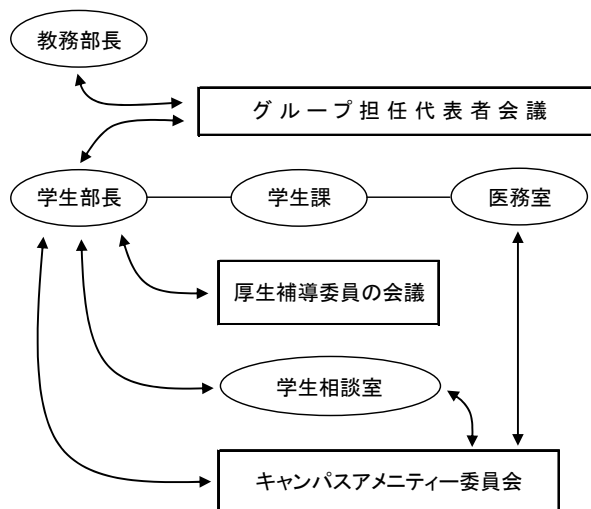 教務部長
グループ担任代表者会議
学生部長
学生課
医務室
厚生補導委員の会議
学生相談室
キャンパスアメニティー委員会